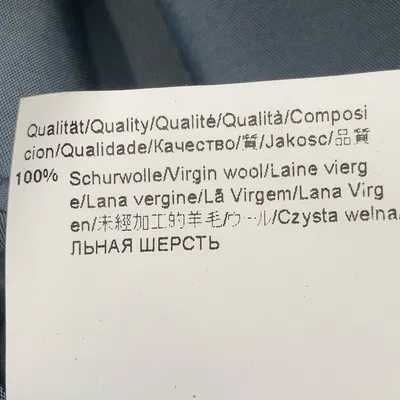 Qualität/Quality/Qualité/Qualità/Composi
cion/Qualidade/Качество/質/Jakosc/品質
100% Schurwolle/Virgin wool/Laine vierg
e/Lana vergine/Lã Virgem/Lana Virg
en/未經加工的羊毛/ウール/Czysta wełna/
ЛЬНАЯ ШЕРСТЬ